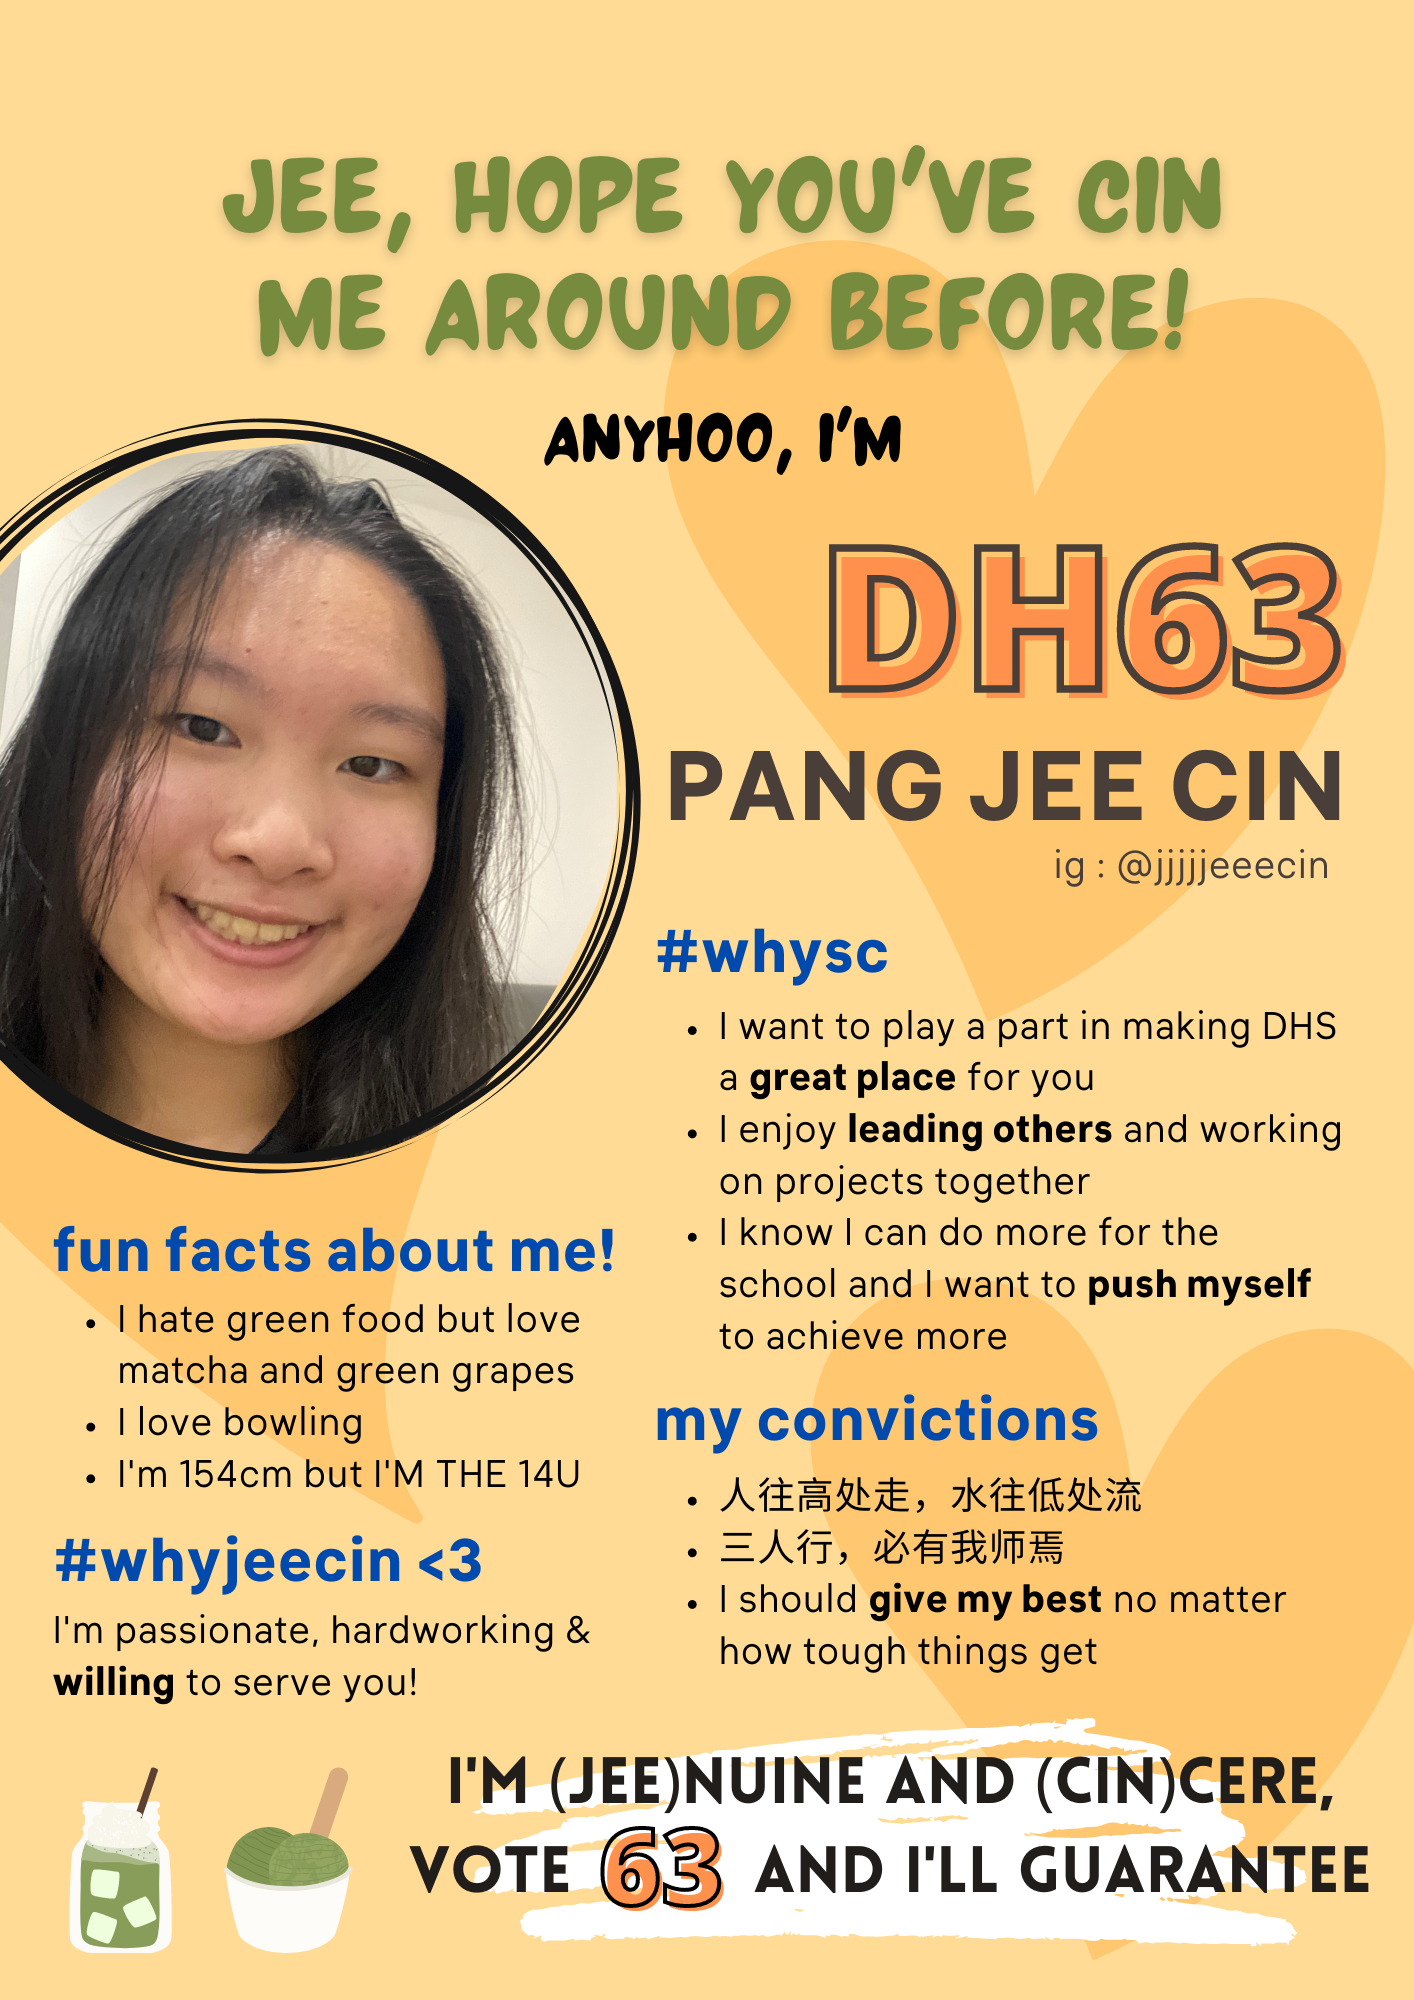 JEE, HOPE YOU'VE CIN
ME AROUND BEFORE!
ANYHOO, I'M
DH63
PANG JEE CIN
ig : @jjjjjeeecin
#whysc
• I want to play a part in making DHS
a great place for you
• I enjoy leading others and working
on projects together
• I know I can do more for the
school and I want to push myself
to achieve more
fun facts about me!
• I hate green food but love
matcha and green grapes
• I love bowling
• I'm 154cm but I'M THE 14U
my convictions
• 人往高处走，水往低处流
• 三人行，必有我师焉
• I should give my best no matter
how tough things get
#whyjeecin <3
I'm passionate, hardworking &
willing to serve you!
I'M (JEE)NUINE AND (CIN)CERE,
VOTE 63 AND I'LL GUARANTEE